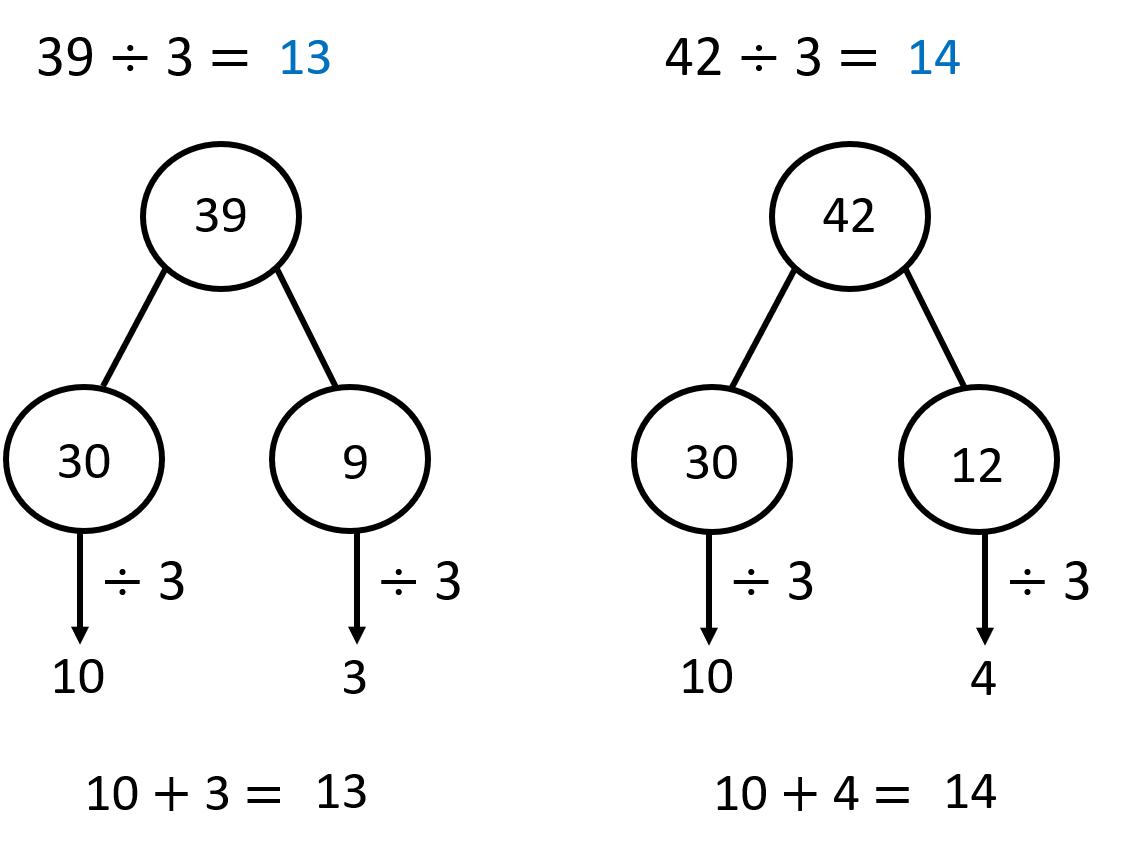 39 ÷ 3 = 13
39
30 9
÷ 3 ÷ 3
10 3
10 + 3 = 13
42 ÷ 3 = 14
42
30 12
÷ 3 ÷ 3
10 4
10 + 4 = 14